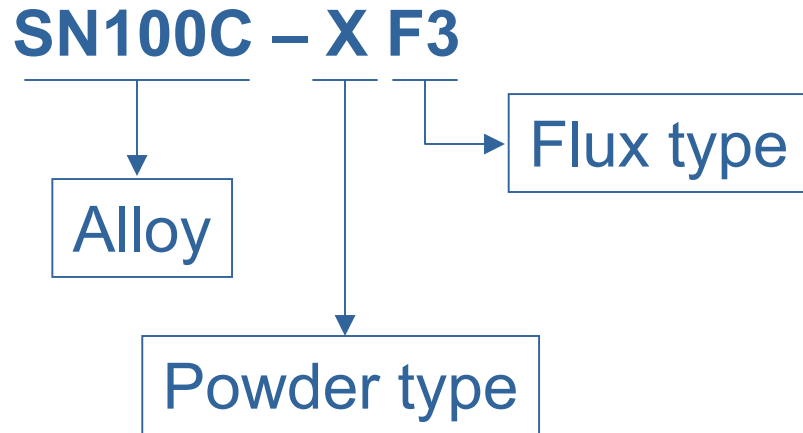 SN100C – X F3
Flux type
Alloy
Powder type